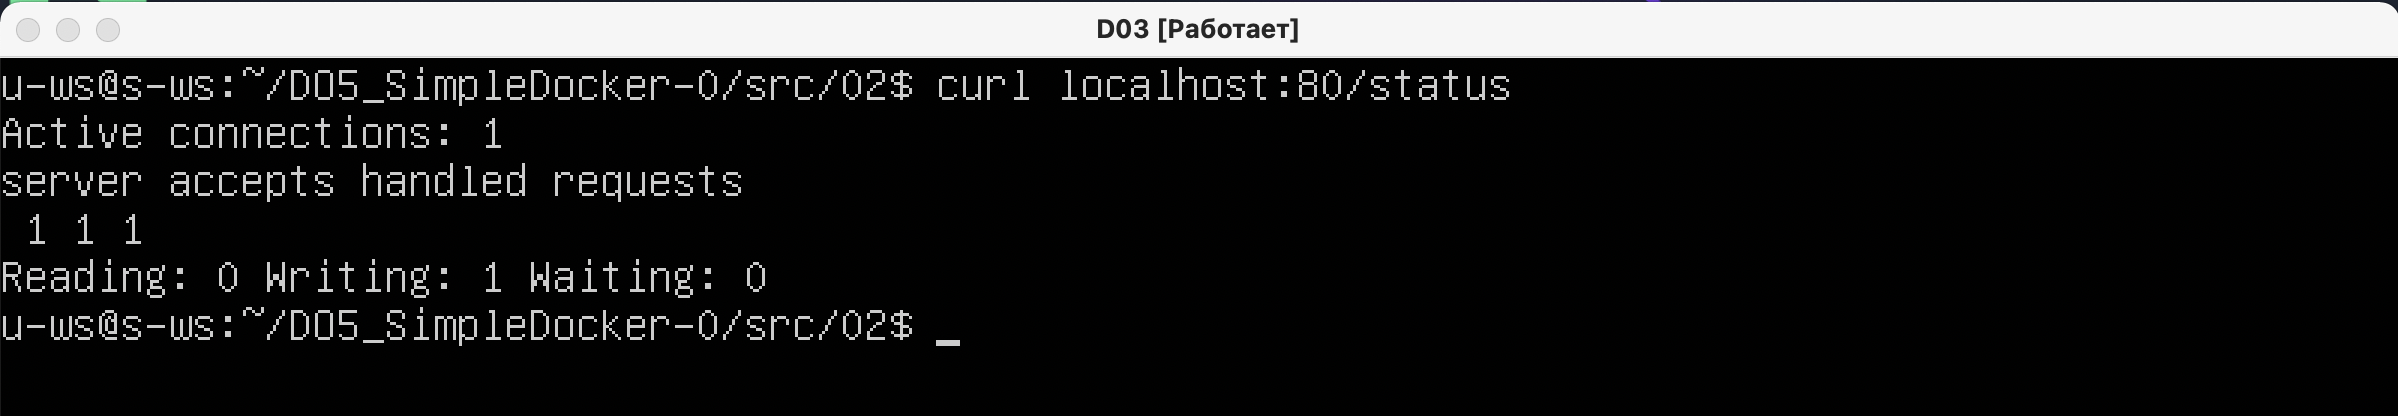 D03 [Работает]
u-ws@s-ws:~/DO5_SimpleDocker-0/src/02$ curl localhost:80/status
Active connections: 1
server accepts handled requests
 1 1 1
Reading: 0 Writing: 1 Waiting: 0
u-ws@s-ws:~/DO5_SimpleDocker-0/src/02$ _